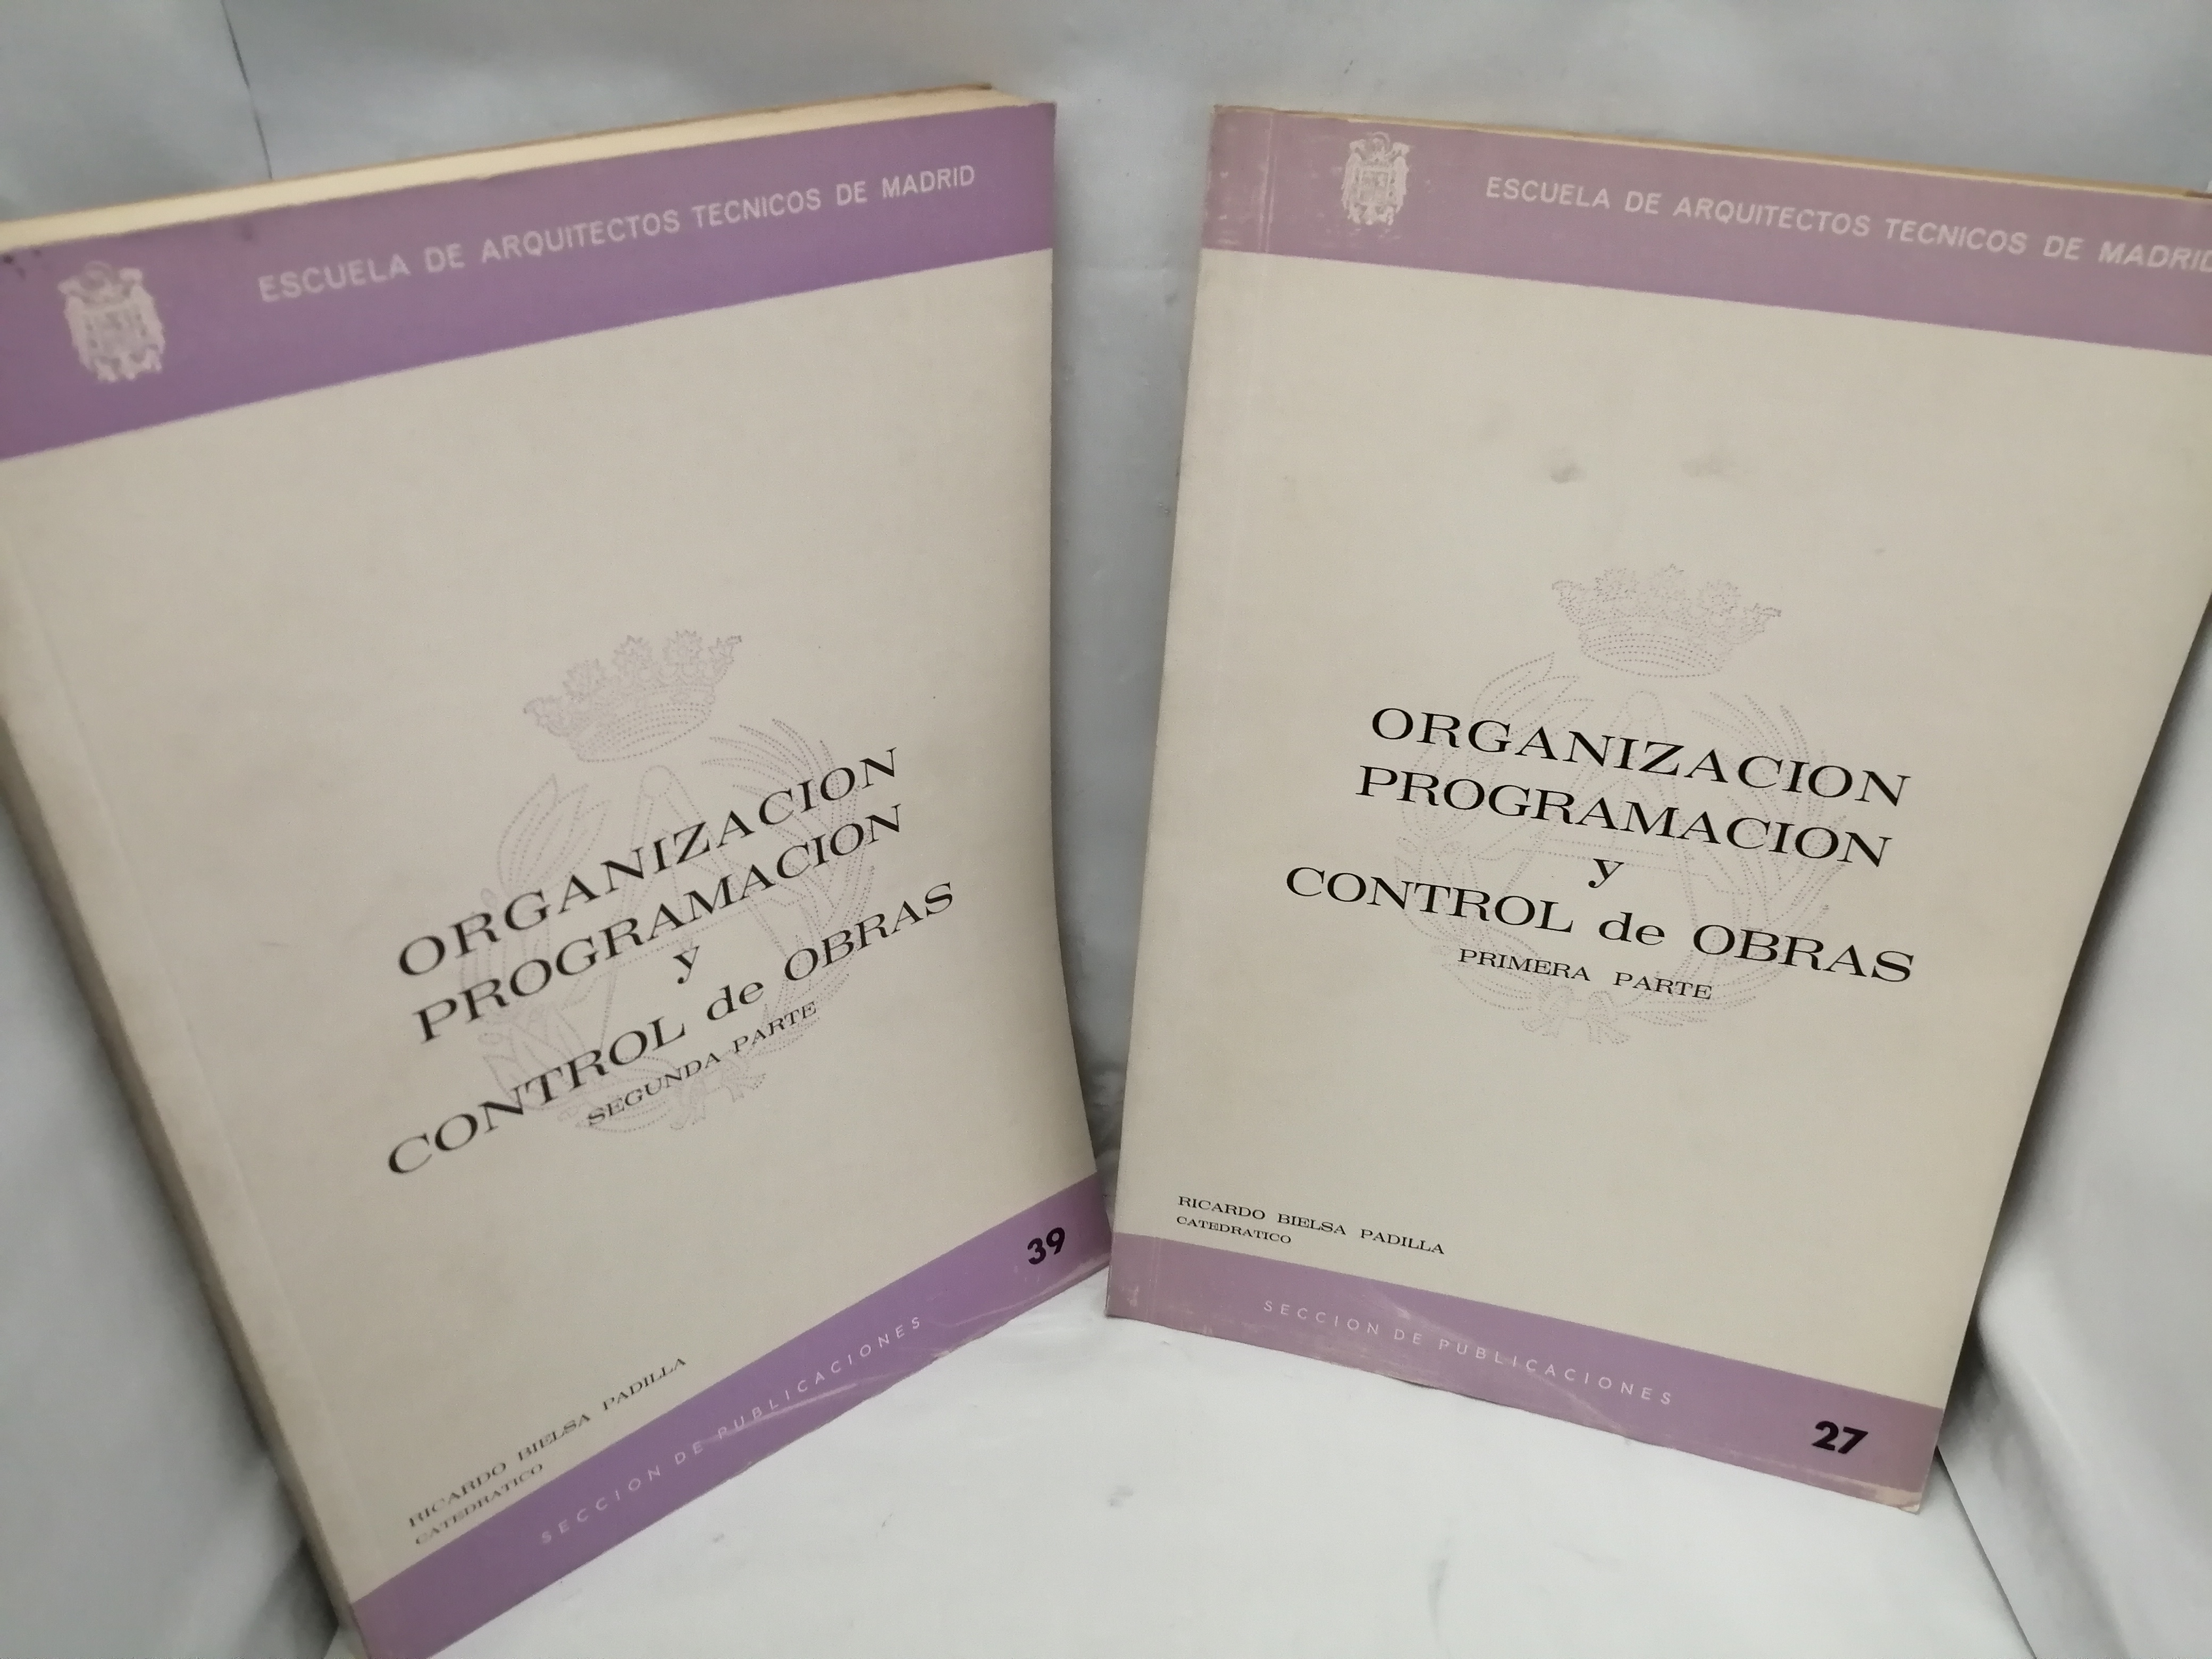 ESCUELA DE ARQUITECTOS TECNICOS DE MADRID
ORGANIZACION
PROGRAMACION
y
CONTROL de OBRAS
SEGUNDA PARTE
RICARDO BIELSA PADILLA
CATEDRATICO
39
SECCION DE PUBLICACIONES
ESCUELA DE ARQUITECTOS TECNICOS DE MADRID
ORGANIZACION
PROGRAMACION
y
CONTROL de OBRAS
PRIMERA PARTE
RICARDO BIELSA PADILLA
CATEDRATICO
SECCION DE PUBLICACIONES
27